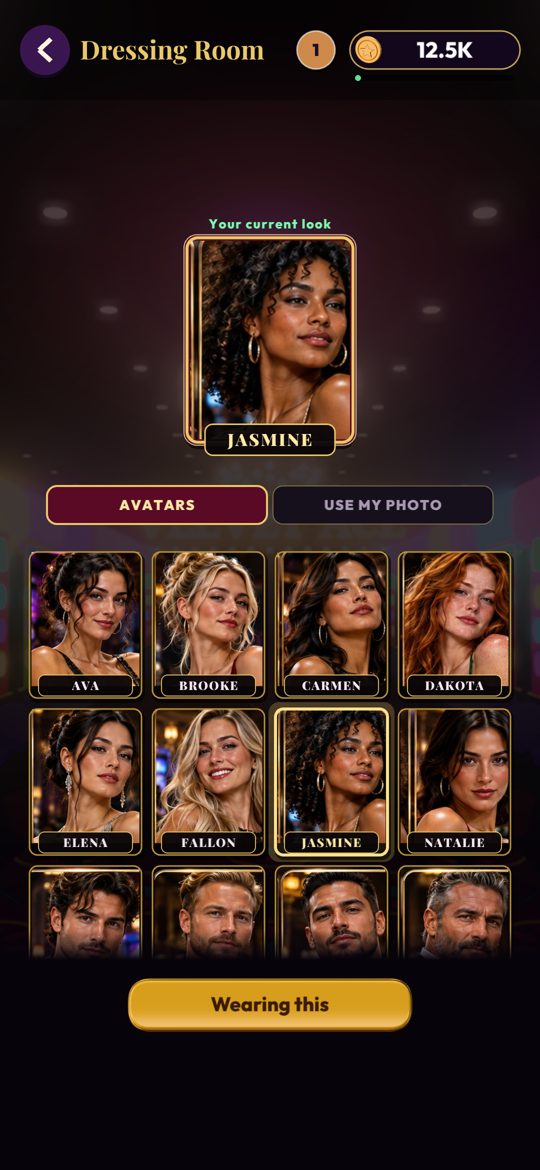 Dressing Room
1
12.5K
Your current look
JASMINE
AVATARS
USE MY PHOTO
AVA
BROOKE
CARMEN
DAKOTA
ELENA
FALLON
JASMINE
NATALIE
Wearing this